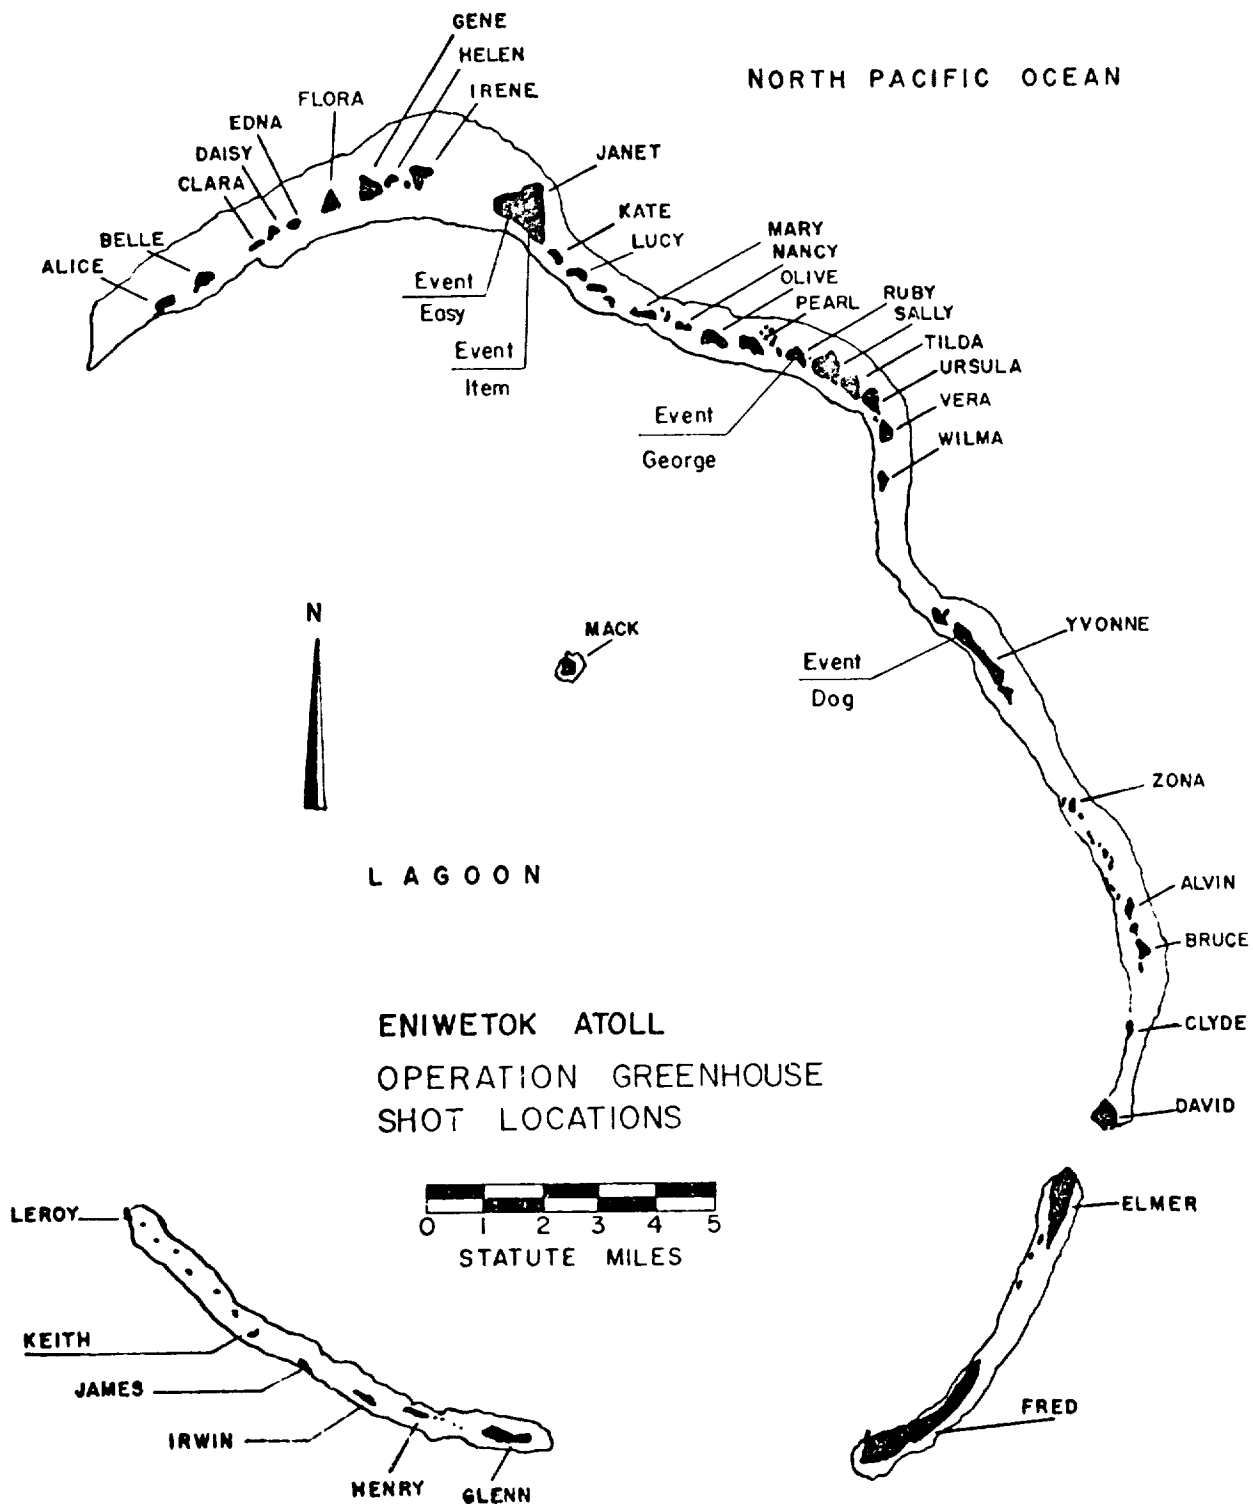 GENE
HELEN
IRENE
NORTH PACIFIC OCEAN
FLORA
EDNA
DAISY
CLARA
BELLE
ALICE
JANET
KATE
LUCY
MARY
NANCY
OLIVE
PEARL
RUBY
SALLY
TILDA
URSULA
VERA
WILMA
Event
Easy
Event
Item
Event
George
N
MACK
YVONNE
Event
Dog
ZONA
LAGOON
ALVIN
BRUCE
CLYDE
DAVID
ENIWETOK ATOLL
OPERATION GREENHOUSE
SHOT LOCATIONS
0 1 2 3 4 5
STATUTE MILES
ELMER
LEROY
KEITH
JAMES
IRWIN
HENRY
GLENN
FRED